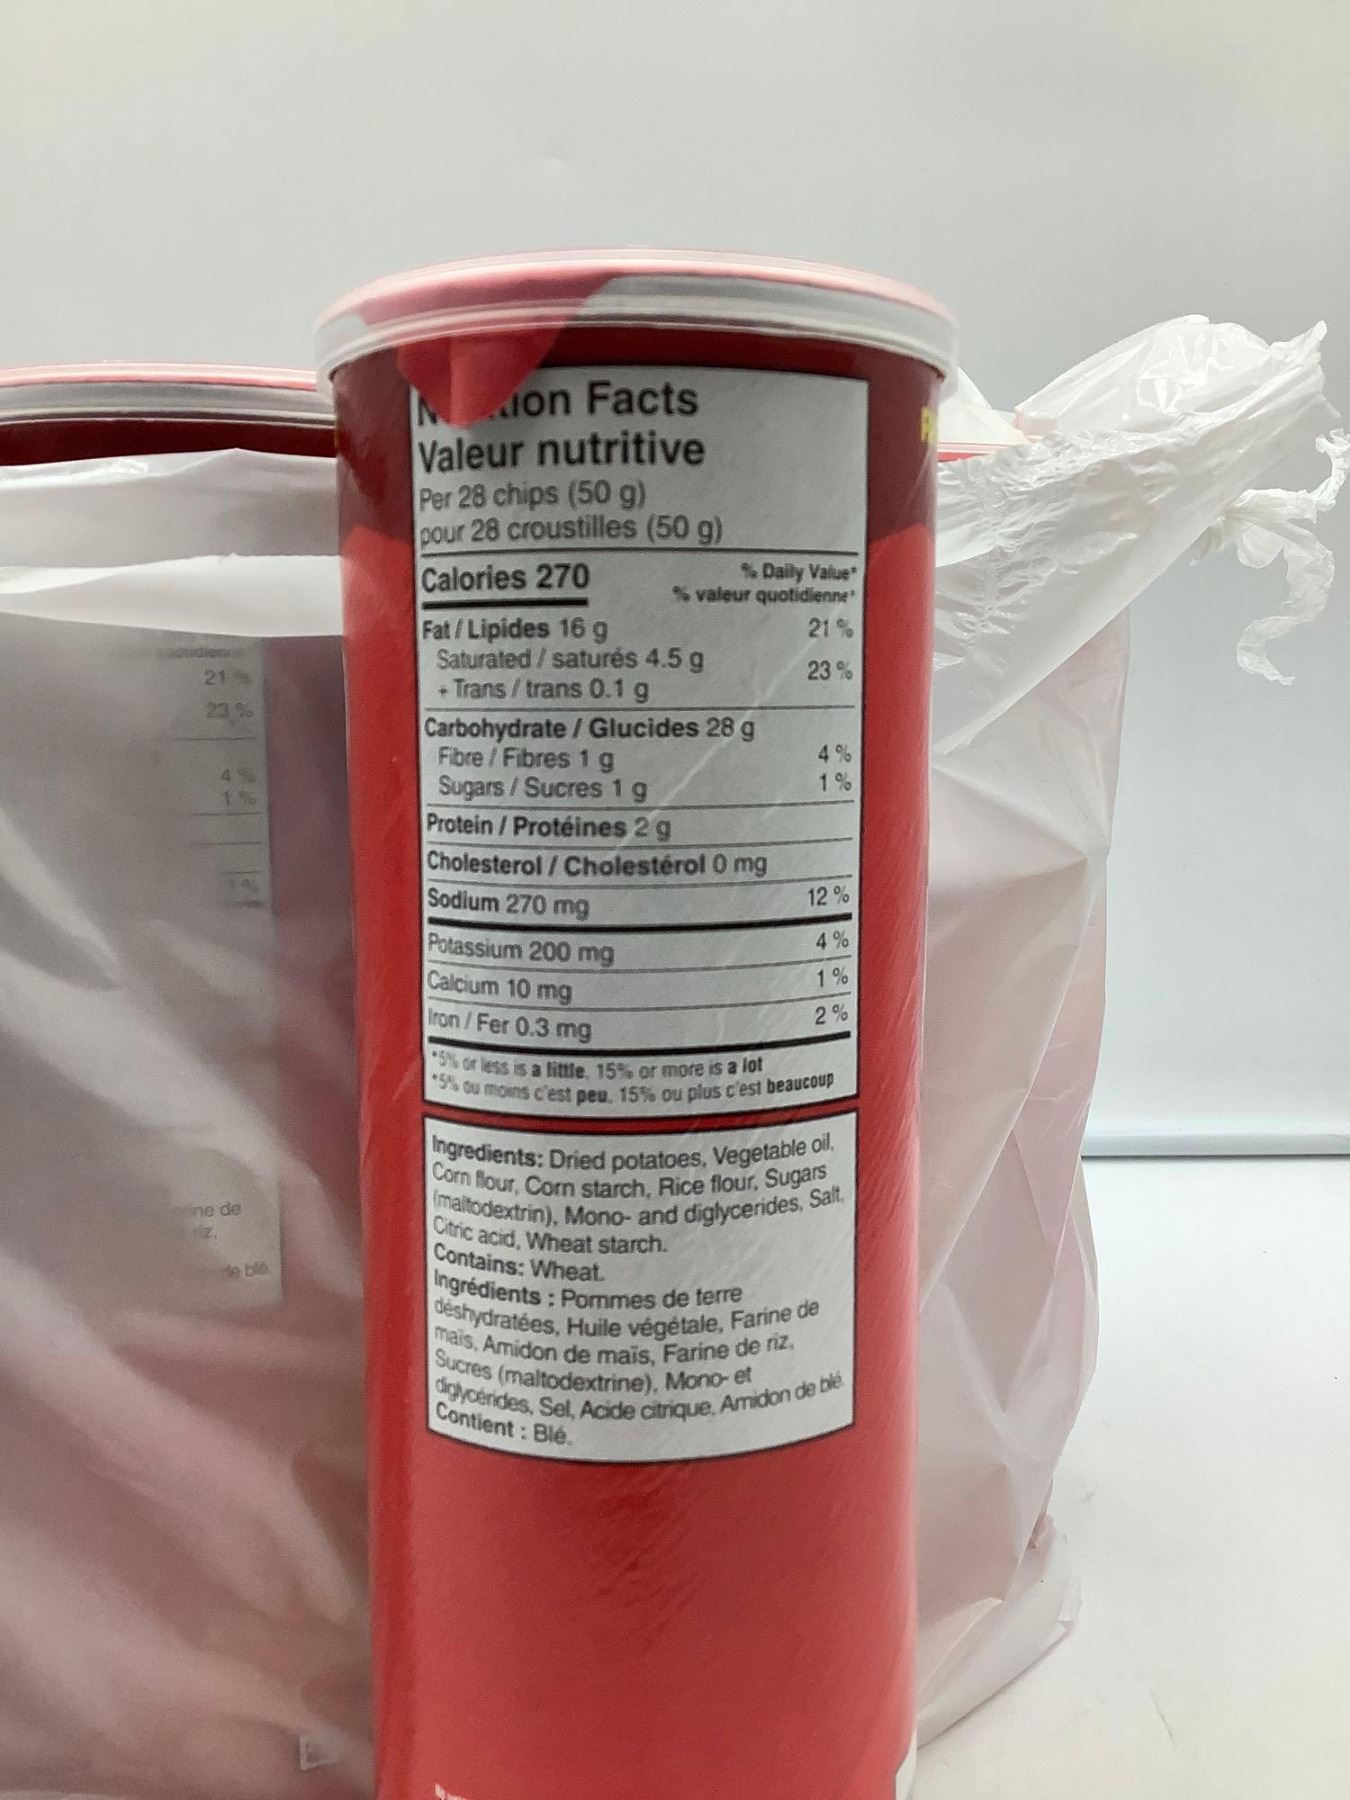 ion Facts
Valeur nutritive
Per 28 chips (50 g)
pour 28 croustilles (50 g)
Calories 270
% Daily Value*
% valeur quotidienne*
Fat / Lipides 16 g 21 %
Saturated / saturés 4.5 g
+ Trans / trans 0.1 g
23 %
Carbohydrate / Glucides 28 g
Fibre / Fibres 1 g 4 %
Sugars / Sucres 1 g 1 %
Protein / Protéines 2 g
Cholesterol / Cholestérol 0 mg
Sodium 270 mg 12 %
Potassium 200 mg 4 %
Calcium 10 mg 1 %
Iron / Fer 0.3 mg 2 %
*5% or less is a little, 15% or more is a lot
*5% ou moins c'est peu, 15% ou plus c'est beaucoup
Ingredients: Dried potatoes, Vegetable oil,
Corn flour, Corn starch, Rice flour, Sugars
(maltodextrin), Mono- and diglycerides, Salt,
Citric acid, Wheat starch.
Contains: Wheat.
Ingrédients : Pommes de terre
déshydratées, Huile végétale, Farine de
maïs, Amidon de maïs, Farine de riz,
Sucres (maltodextrine), Mono- et
diglycérides, Sel, Acide citrique, Amidon de blé.
Contient : Blé.
21 %
23 %
4 %
1 %
de
riz,
de blé